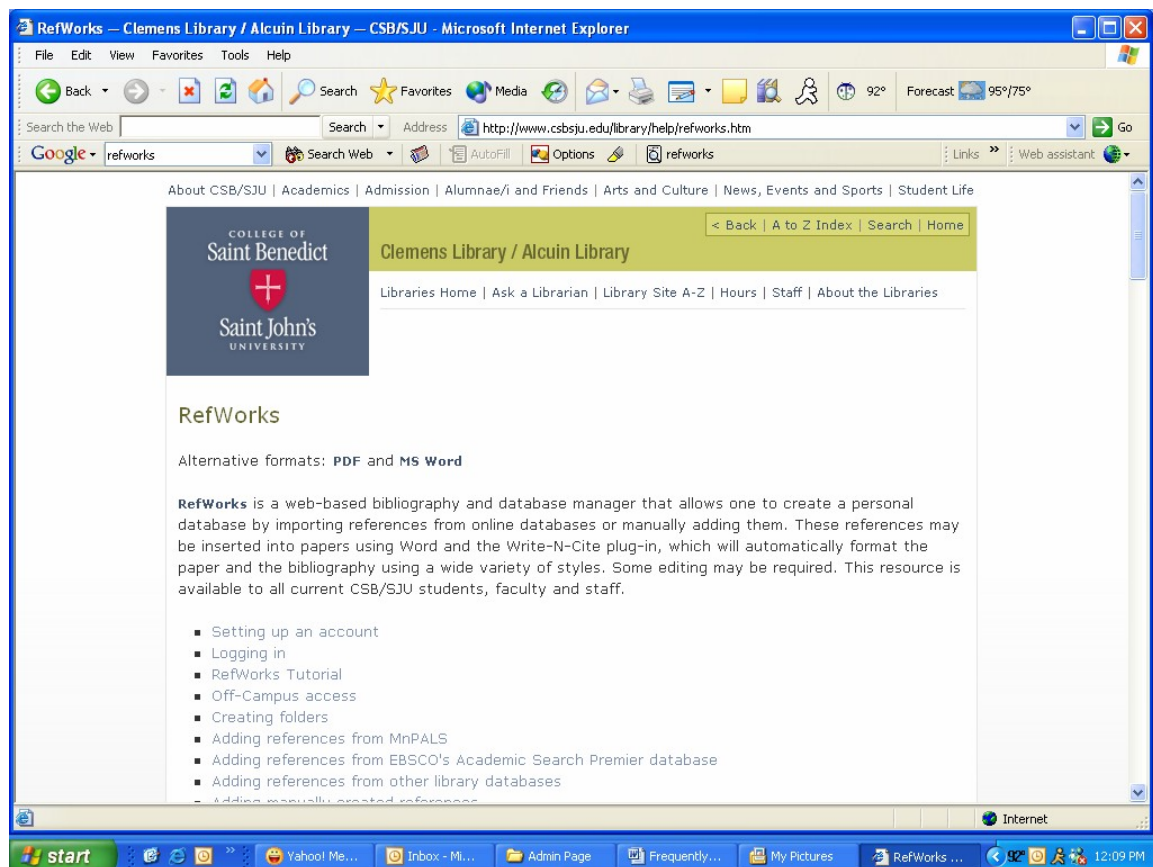 RefWorks — Clemens Library / Alcuin Library — CSB/SJU - Microsoft Internet Explorer
File Edit View Favorites Tools Help
Back Search Favorites Media 92° Forecast 95°/75°
Search the Web Search Address http://www.csbsju.edu/library/help/refworks.htm Go
Google refworks Search Web AutoFill Options refworks Links » Web assistant
About CSB/SJU | Academics | Admission | Alumnae/i and Friends | Arts and Culture | News, Events and Sports | Student Life
< Back | A to Z Index | Search | Home
COLLEGE OF
Saint Benedict
Saint John's
UNIVERSITY
Clemens Library / Alcuin Library
Libraries Home | Ask a Librarian | Library Site A-Z | Hours | Staff | About the Libraries
RefWorks
Alternative formats: PDF and MS Word
RefWorks is a web-based bibliography and database manager that allows one to create a personal
database by importing references from online databases or manually adding them. These references may
be inserted into papers using Word and the Write-N-Cite plug-in, which will automatically format the
paper and the bibliography using a wide variety of styles. Some editing may be required. This resource is
available to all current CSB/SJU students, faculty and staff.
▪ Setting up an account
▪ Logging in
▪ RefWorks Tutorial
▪ Off-Campus access
▪ Creating folders
▪ Adding references from MnPALS
▪ Adding references from EBSCO's Academic Search Premier database
▪ Adding references from other library databases
▪ Adding manually created references
Internet
start » Yahoo! Me... Inbox - Mi... Admin Page Frequently... My Pictures RefWorks ... 92° 12:09 PM